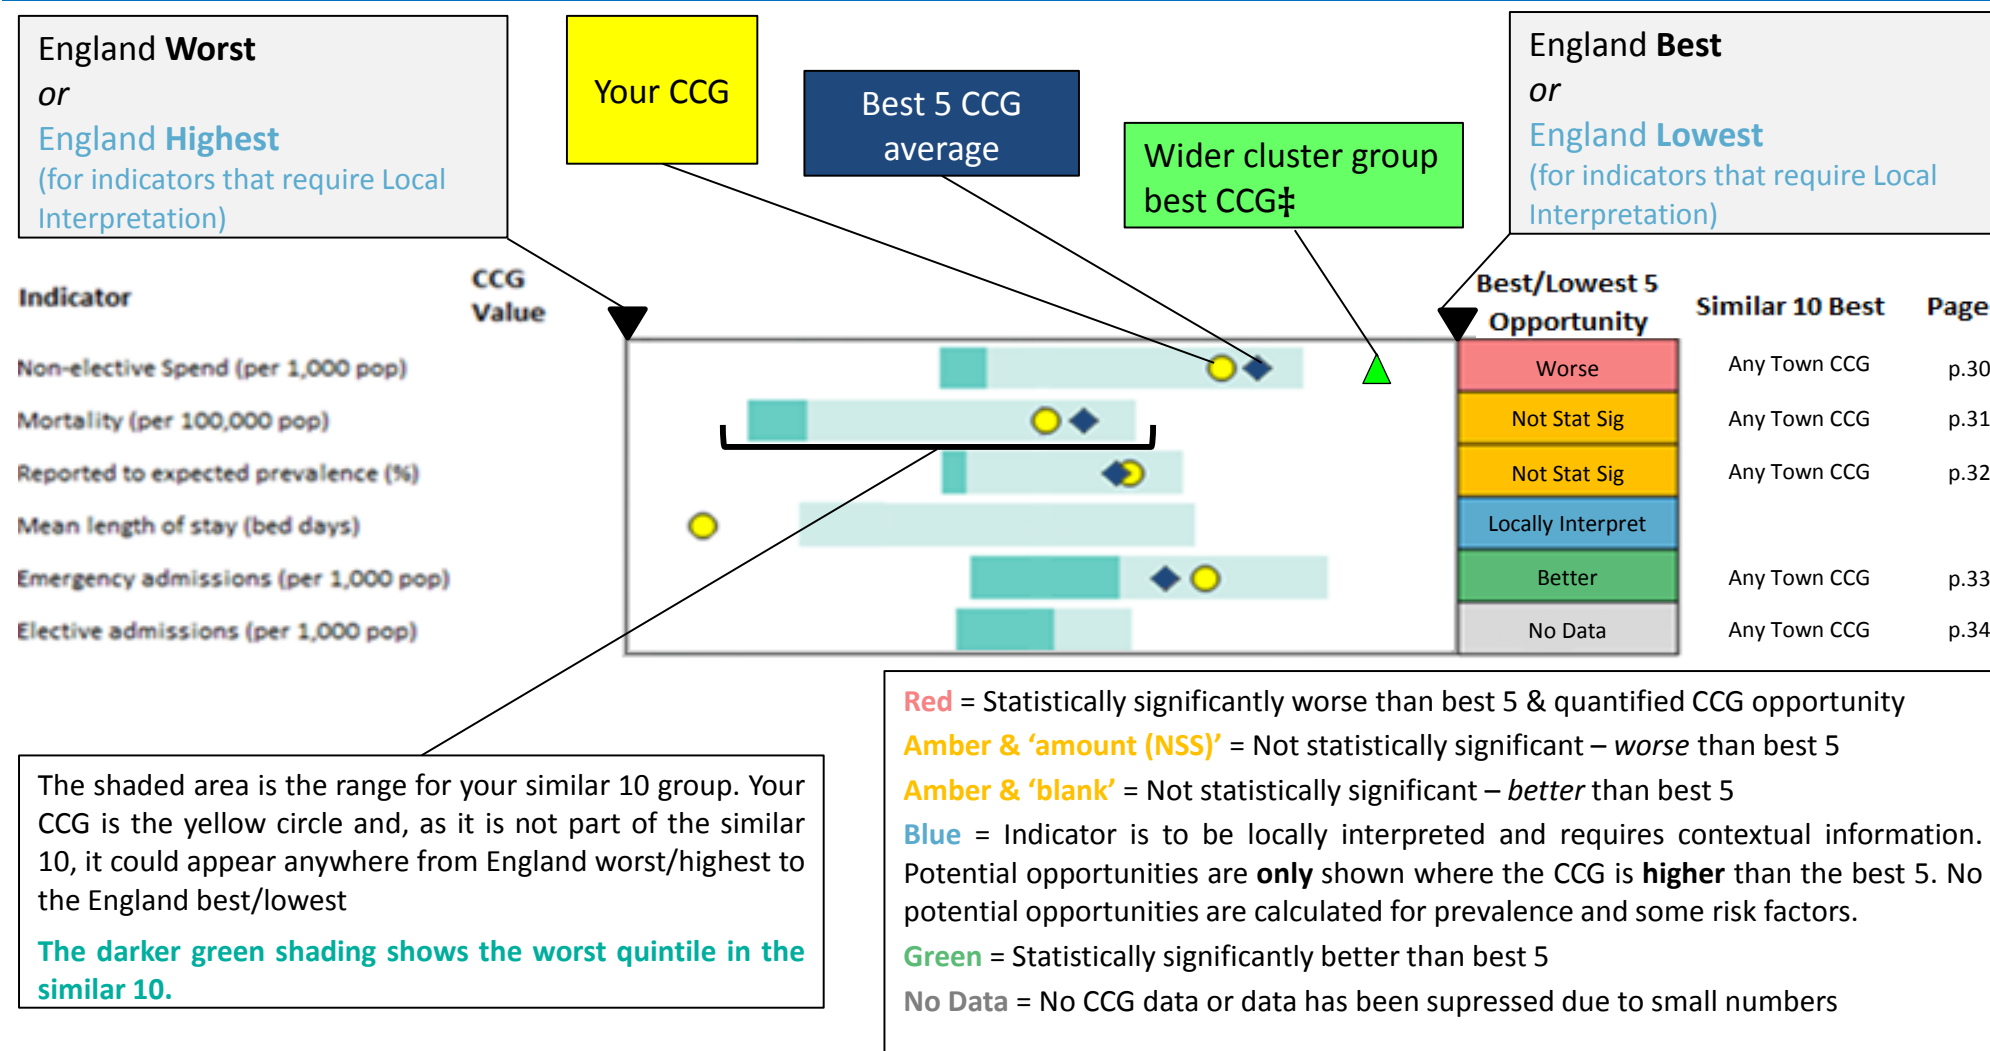 England Worst
or
England Highest
(for indicators that require Local
Interpretation)
Your CCG
Best 5 CCG
average
Wider cluster group
best CCG‡
England Best
or
England Lowest
(for indicators that require Local
Interpretation)
Indicator
CCG
Value
Best/Lowest 5
Opportunity
Similar 10 Best
Page
Non-elective Spend (per 1,000 pop)
Worse
Any Town CCG
p.30
Mortality (per 100,000 pop)
Not Stat Sig
Any Town CCG
p.31
Reported to expected prevalence (%)
Not Stat Sig
Any Town CCG
p.32
Mean length of stay (bed days)
Locally Interpret
Emergency admissions (per 1,000 pop)
Better
Any Town CCG
p.33
Elective admissions (per 1,000 pop)
No Data
Any Town CCG
p.34
The shaded area is the range for your similar 10 group. Your
CCG is the yellow circle and, as it is not part of the similar
10, it could appear anywhere from England worst/highest to
the England best/lowest
The darker green shading shows the worst quintile in the
similar 10.
Red = Statistically significantly worse than best 5 & quantified CCG opportunity
Amber & ‘amount (NSS)’ = Not statistically significant – worse than best 5
Amber & ‘blank’ = Not statistically significant – better than best 5
Blue = Indicator is to be locally interpreted and requires contextual information.
Potential opportunities are only shown where the CCG is higher than the best 5. No
potential opportunities are calculated for prevalence and some risk factors.
Green = Statistically significantly better than best 5
No Data = No CCG data or data has been supressed due to small numbers